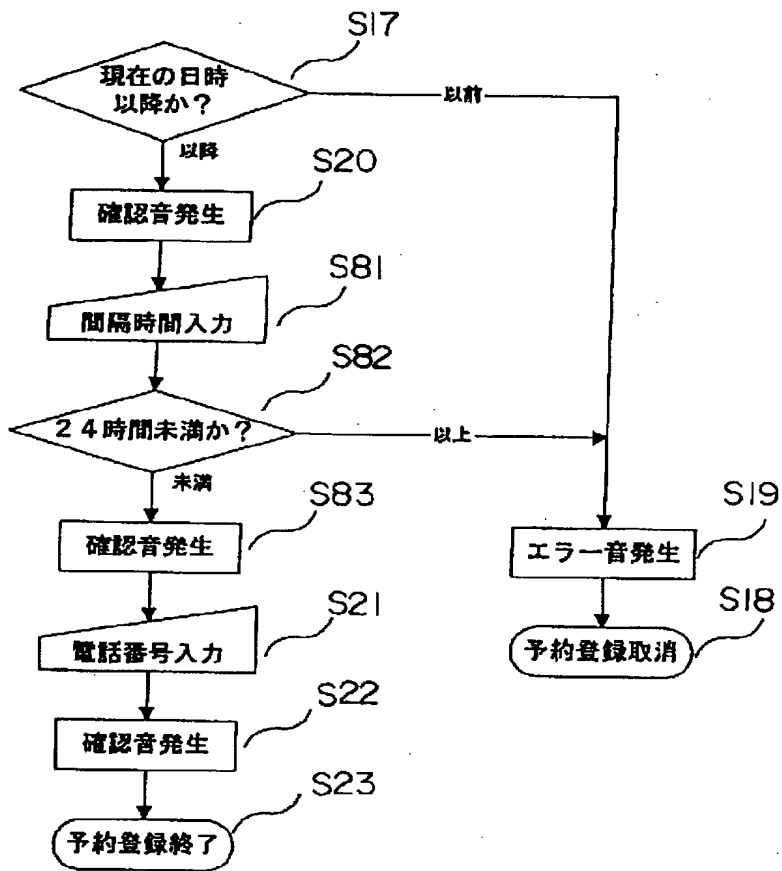 S17
現在の日時
以降か？
以前
以降
S20
確認音発生
S81
間隔時間入力
S82
２４時間未満か？
以上
未満
S83
確認音発生
S19
エラー音発生
S21
電話番号入力
S18
予約登録取消
S22
確認音発生
S23
予約登録終了